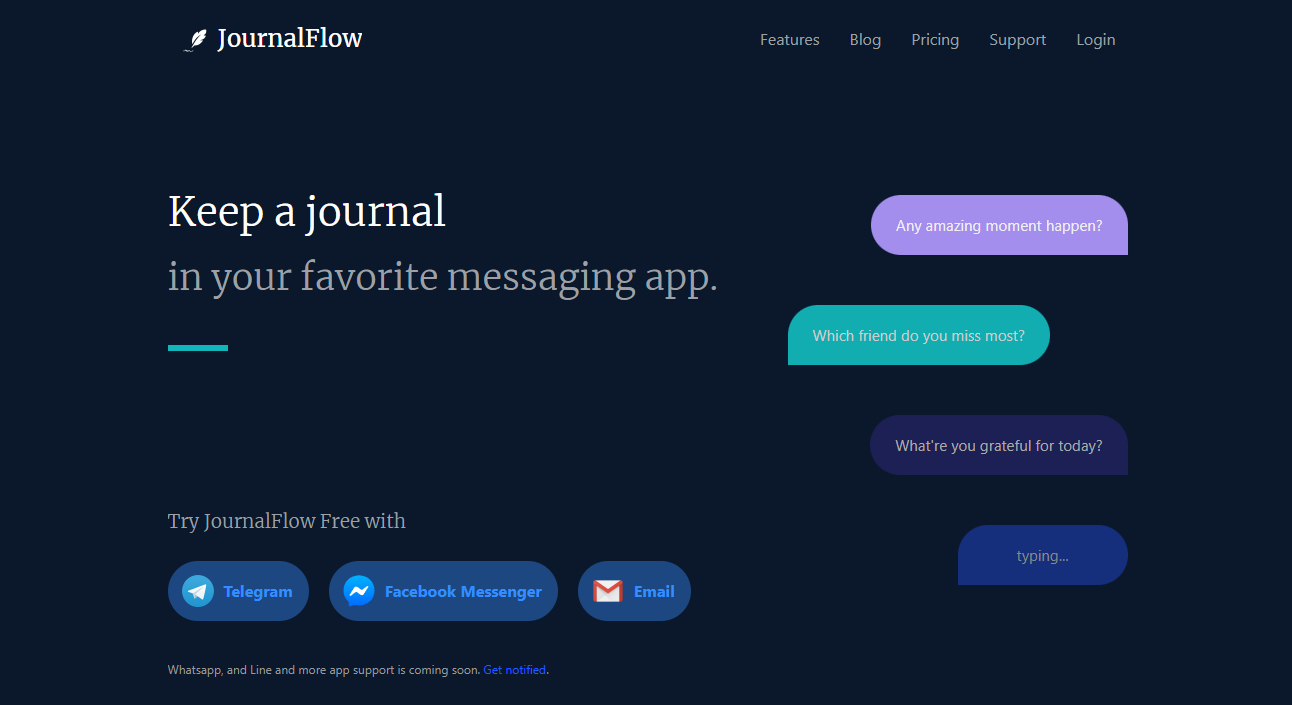 JournalFlow
Features
Blog
Pricing
Support
Login
Keep a journal
in your favorite messaging app.
Any amazing moment happen?
Which friend do you miss most?
What're you grateful for today?
typing...
Try JournalFlow Free with
Telegram
Facebook Messenger
Email
Whatsapp, and Line and more app support is coming soon. Get notified.